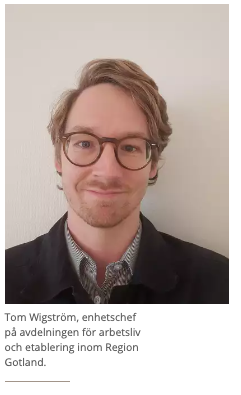 Tom Wigström, enhetschef
på avdelningen för arbetsliv
och etablering inom Region
Gotland.